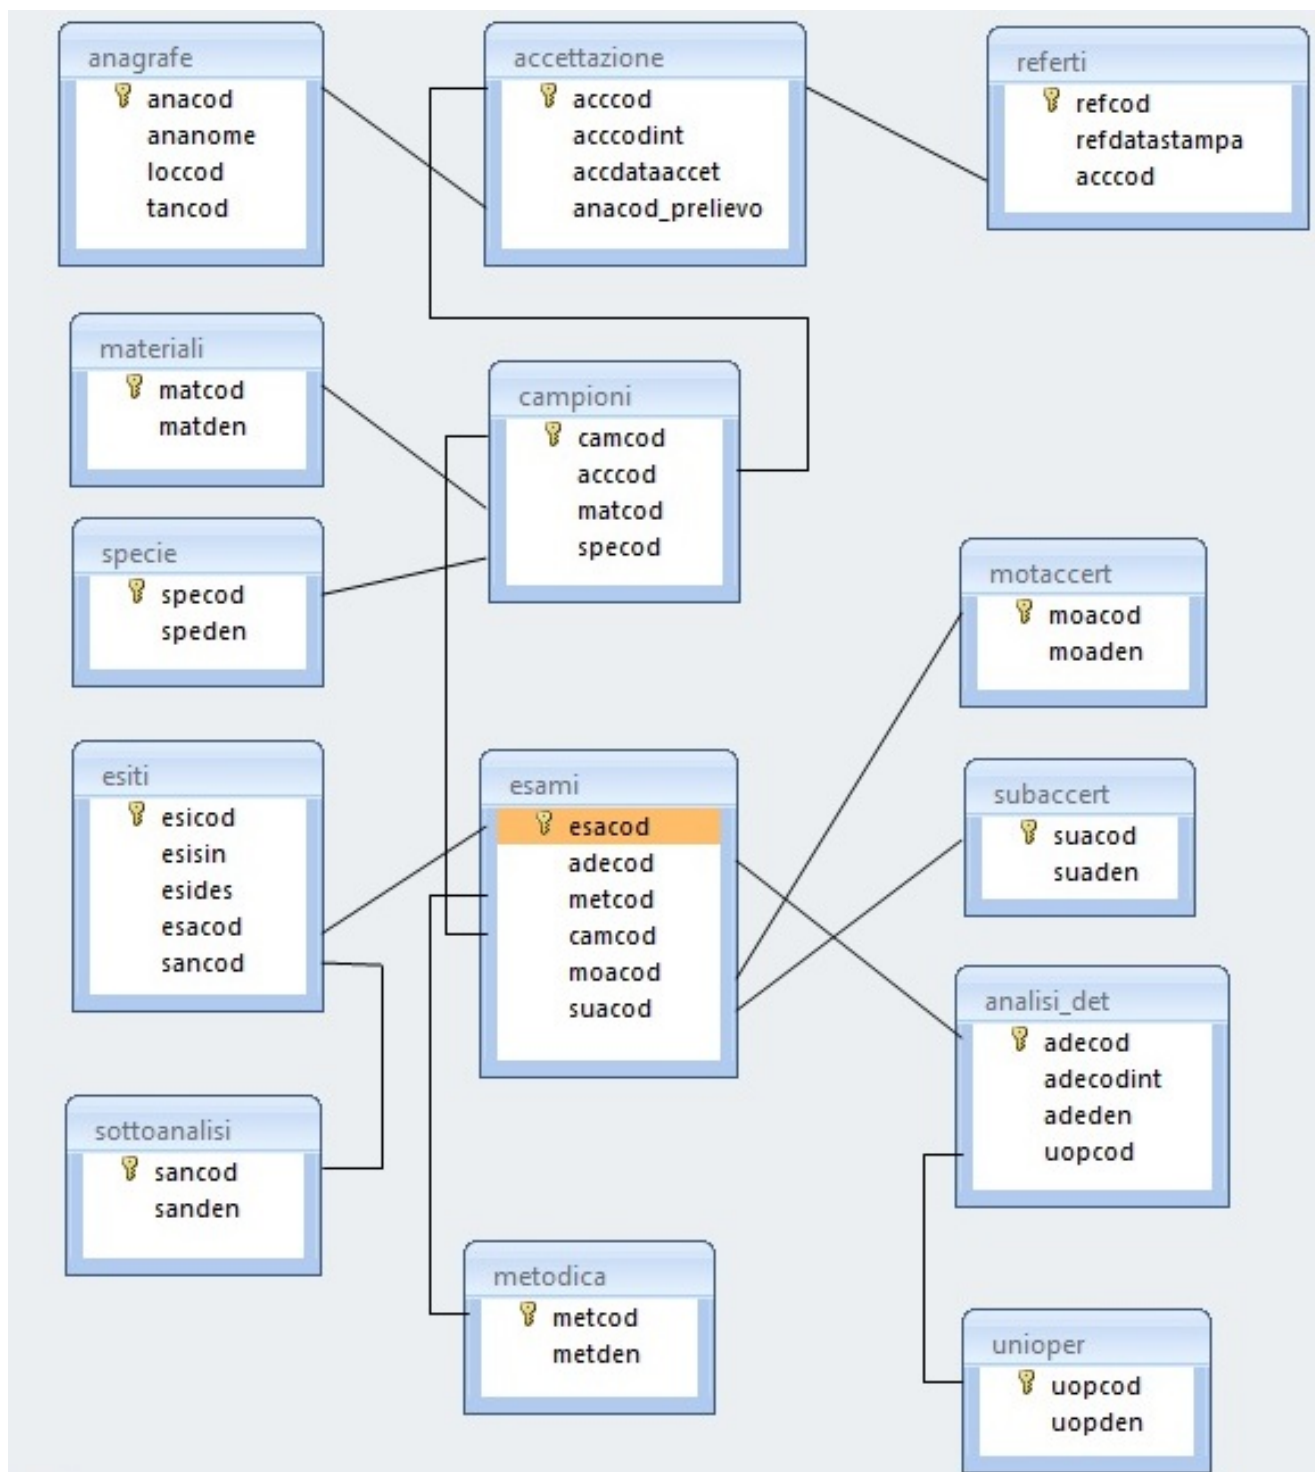 anagrafe
anacod
ananome
loccod
tancod
accettazione
acccod
acccodint
accdataaccet
anacod_prelievo
referti
refcod
refdatastampa
acccod
materiali
matcod
matden
campioni
camcod
acccod
matcod
specod
specie
specod
speden
motaccert
moacod
moaden
esiti
esicod
esisin
esides
esacod
sancod
esami
esacod
adecod
metcod
camcod
moacod
suacod
subaccert
suacod
suaden
analisi_det
adecod
adecodint
adeden
uopcod
sottoanalisi
sancod
sanden
metodica
metcod
metden
unioper
uopcod
uopden